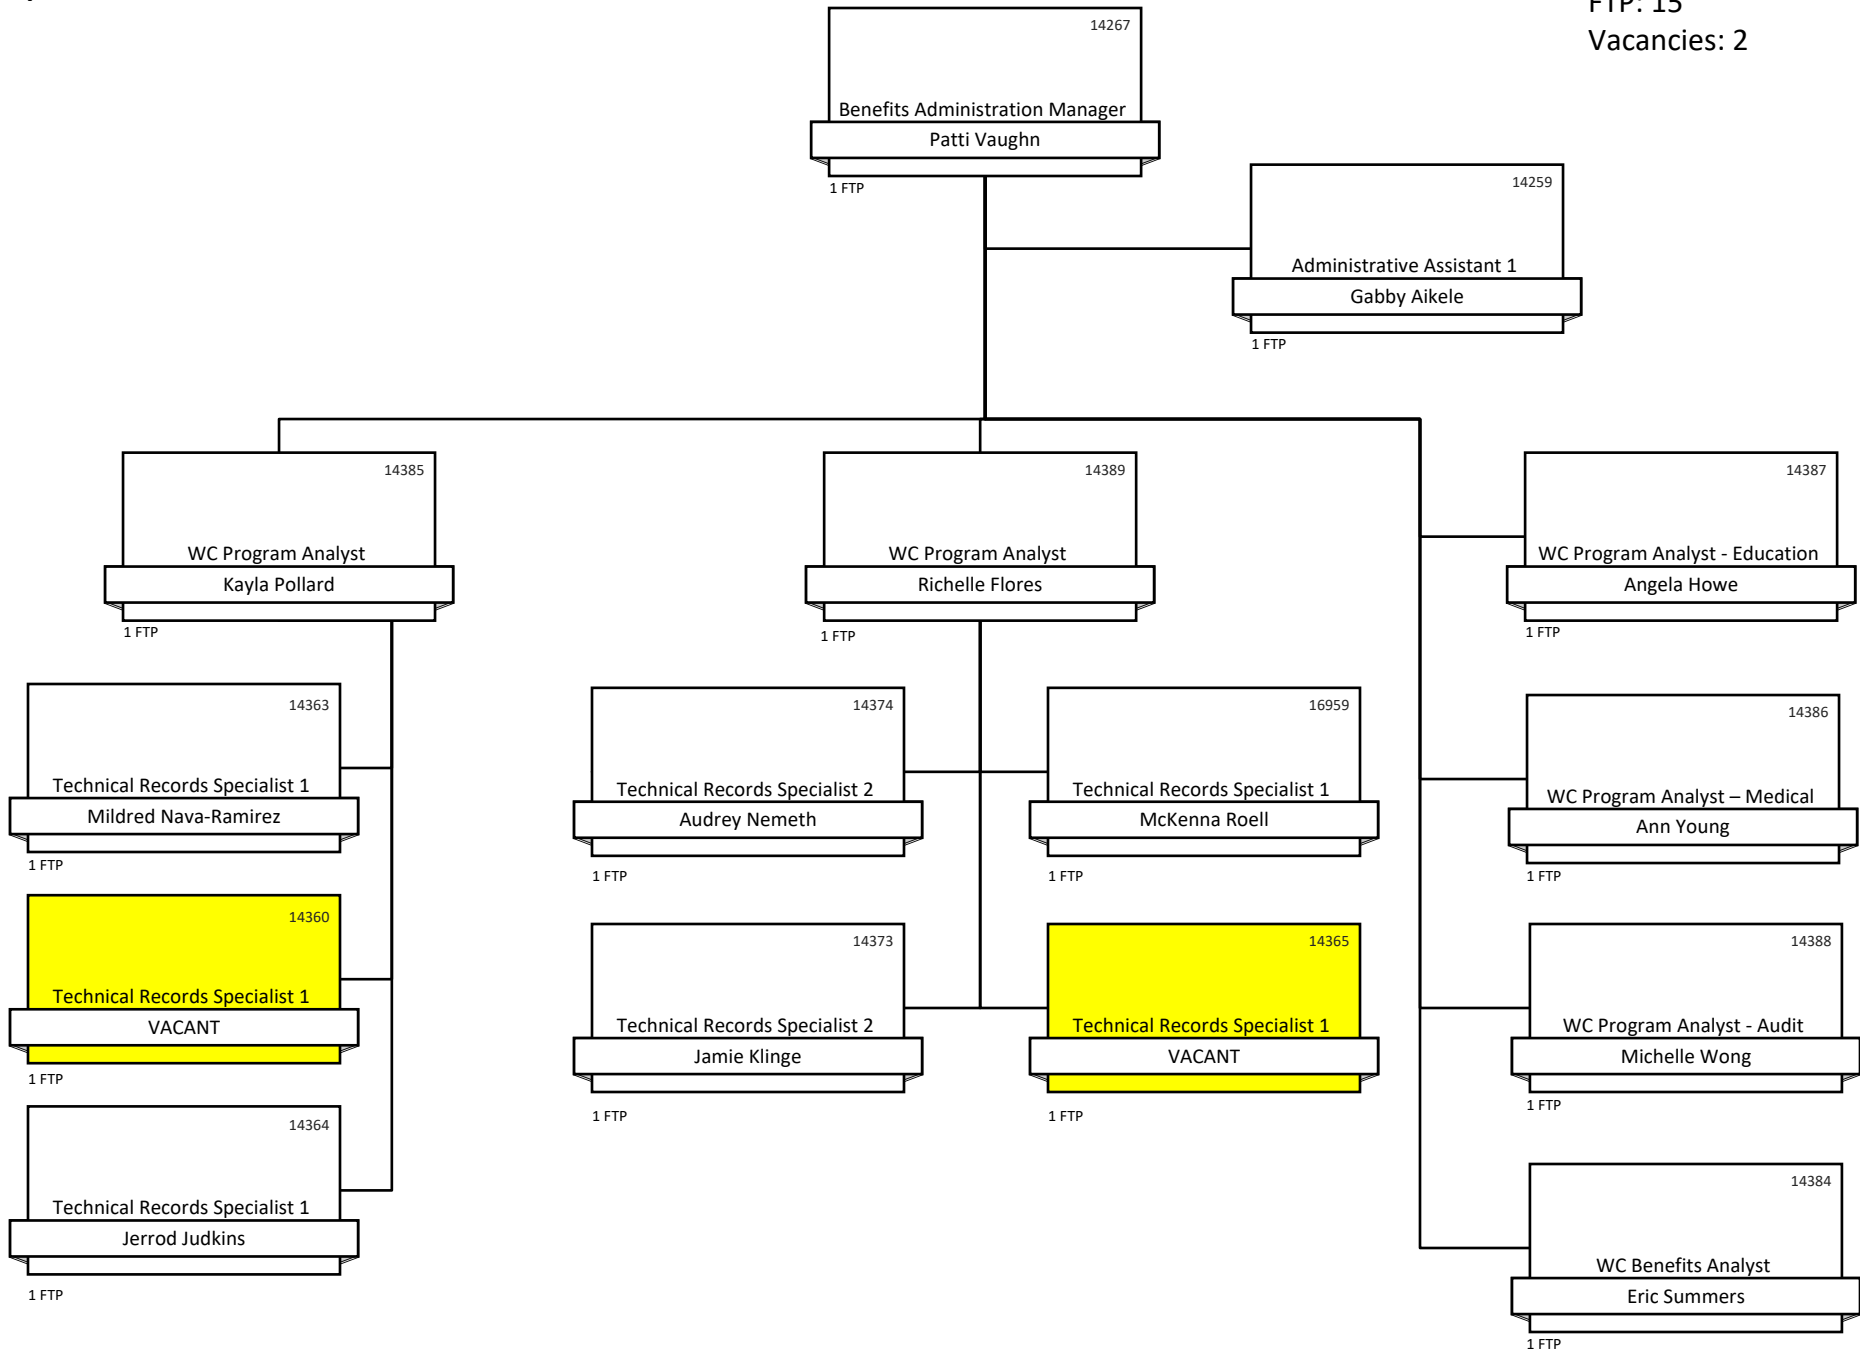 FTP: 15
Vacancies: 2
14267
Benefits Administration Manager
Patti Vaughn
1 FTP
14259
Administrative Assistant 1
Gabby Aikele
1 FTP
14385
WC Program Analyst
Kayla Pollard
1 FTP
14363
Technical Records Specialist 1
Mildred Nava-Ramirez
1 FTP
14360
Technical Records Specialist 1
VACANT
1 FTP
14364
Technical Records Specialist 1
Jerrod Judkins
1 FTP
14389
WC Program Analyst
Richelle Flores
1 FTP
14374
Technical Records Specialist 2
Audrey Nemeth
1 FTP
16959
Technical Records Specialist 1
McKenna Roell
1 FTP
14373
Technical Records Specialist 2
Jamie Klinge
1 FTP
14365
Technical Records Specialist 1
VACANT
1 FTP
14387
WC Program Analyst - Education
Angela Howe
1 FTP
14386
WC Program Analyst – Medical
Ann Young
1 FTP
14388
WC Program Analyst - Audit
Michelle Wong
1 FTP
14384
WC Benefits Analyst
Eric Summers
1 FTP